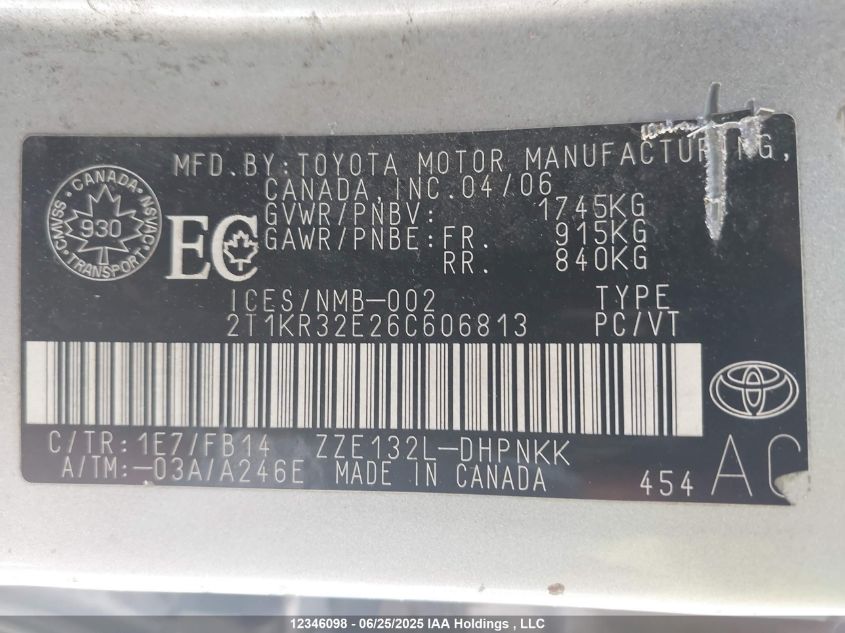 MFD.BY:TOYOTA MOTOR MANUFACTURING,
CANADA,INC.04/06
GVWR/PNBV: 1745KG
GAWR/PNBE:FR. 915KG
RR. 840KG
CANADA
CMVSS 930 NSVAC
TRANSPORT
EC
ICES/NMB-002 TYPE
2T1KR32E26C606813 PC/VT
C/TR:1E7/FB14 ZZE132L-DHPNKK
A/TM:-03A/A246E MADE IN CANADA 454 AC
12346098 - 06/25/2025 IAA Holdings , LLC